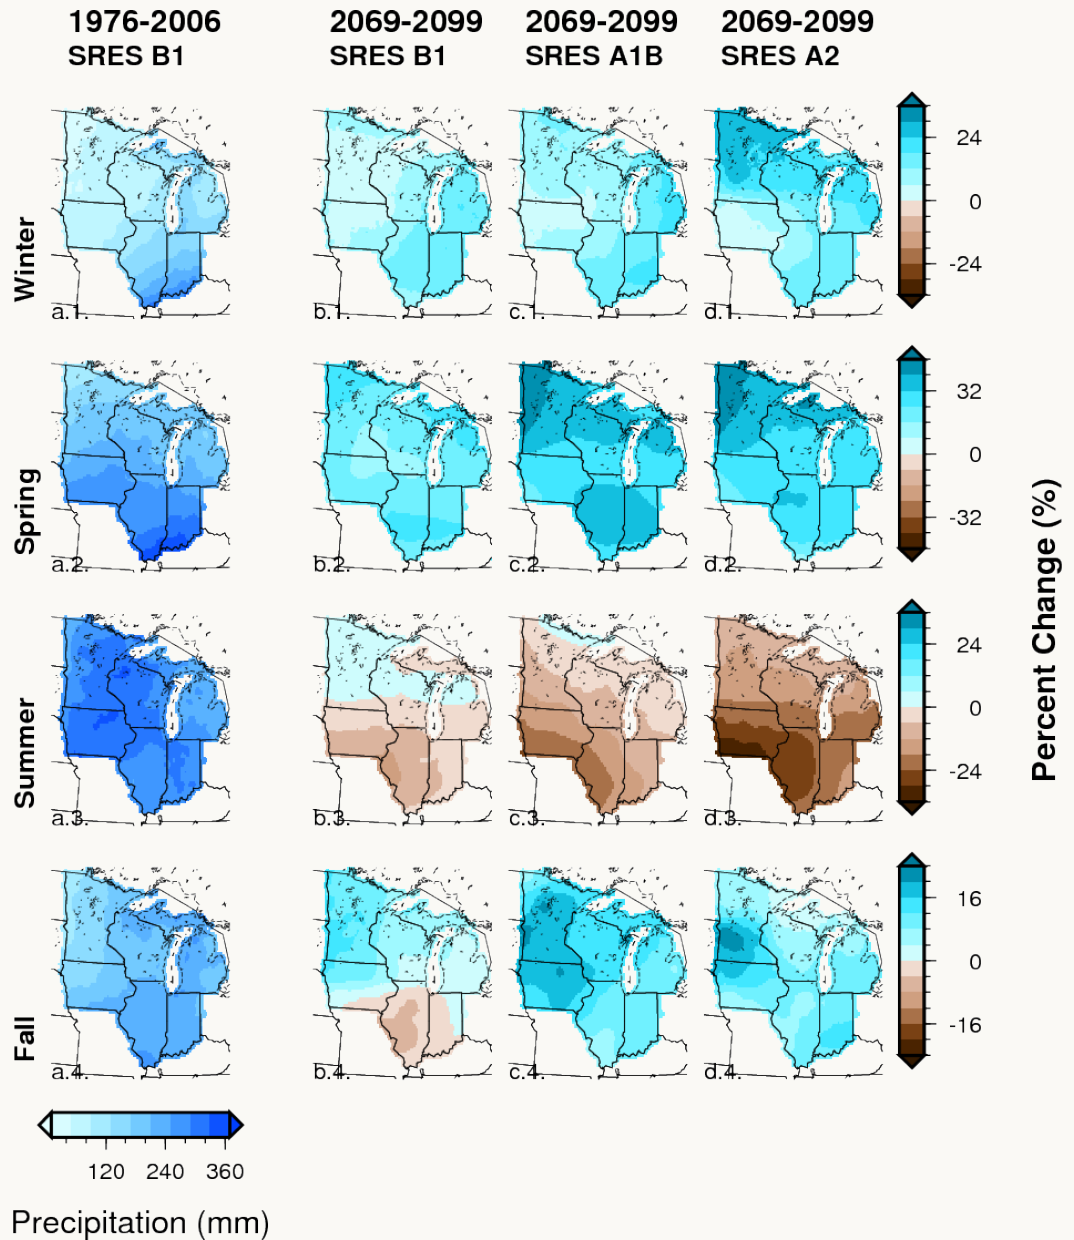 1976-2006 2069-2099 2069-2099 2069-2099
SRES B1 SRES B1 SRES A1B SRES A2
Winter
a.1. b.1. c.1. d.1.
24
0
-24
Spring
a.2. b.2. c.2. d.2.
32
0
-32
Summer
a.3. b.3. c.3. d.3.
24
0
-24
Fall
a.4. b.4. c.4. d.4.
16
0
-16
Percent Change (%)
120 240 360
Precipitation (mm)